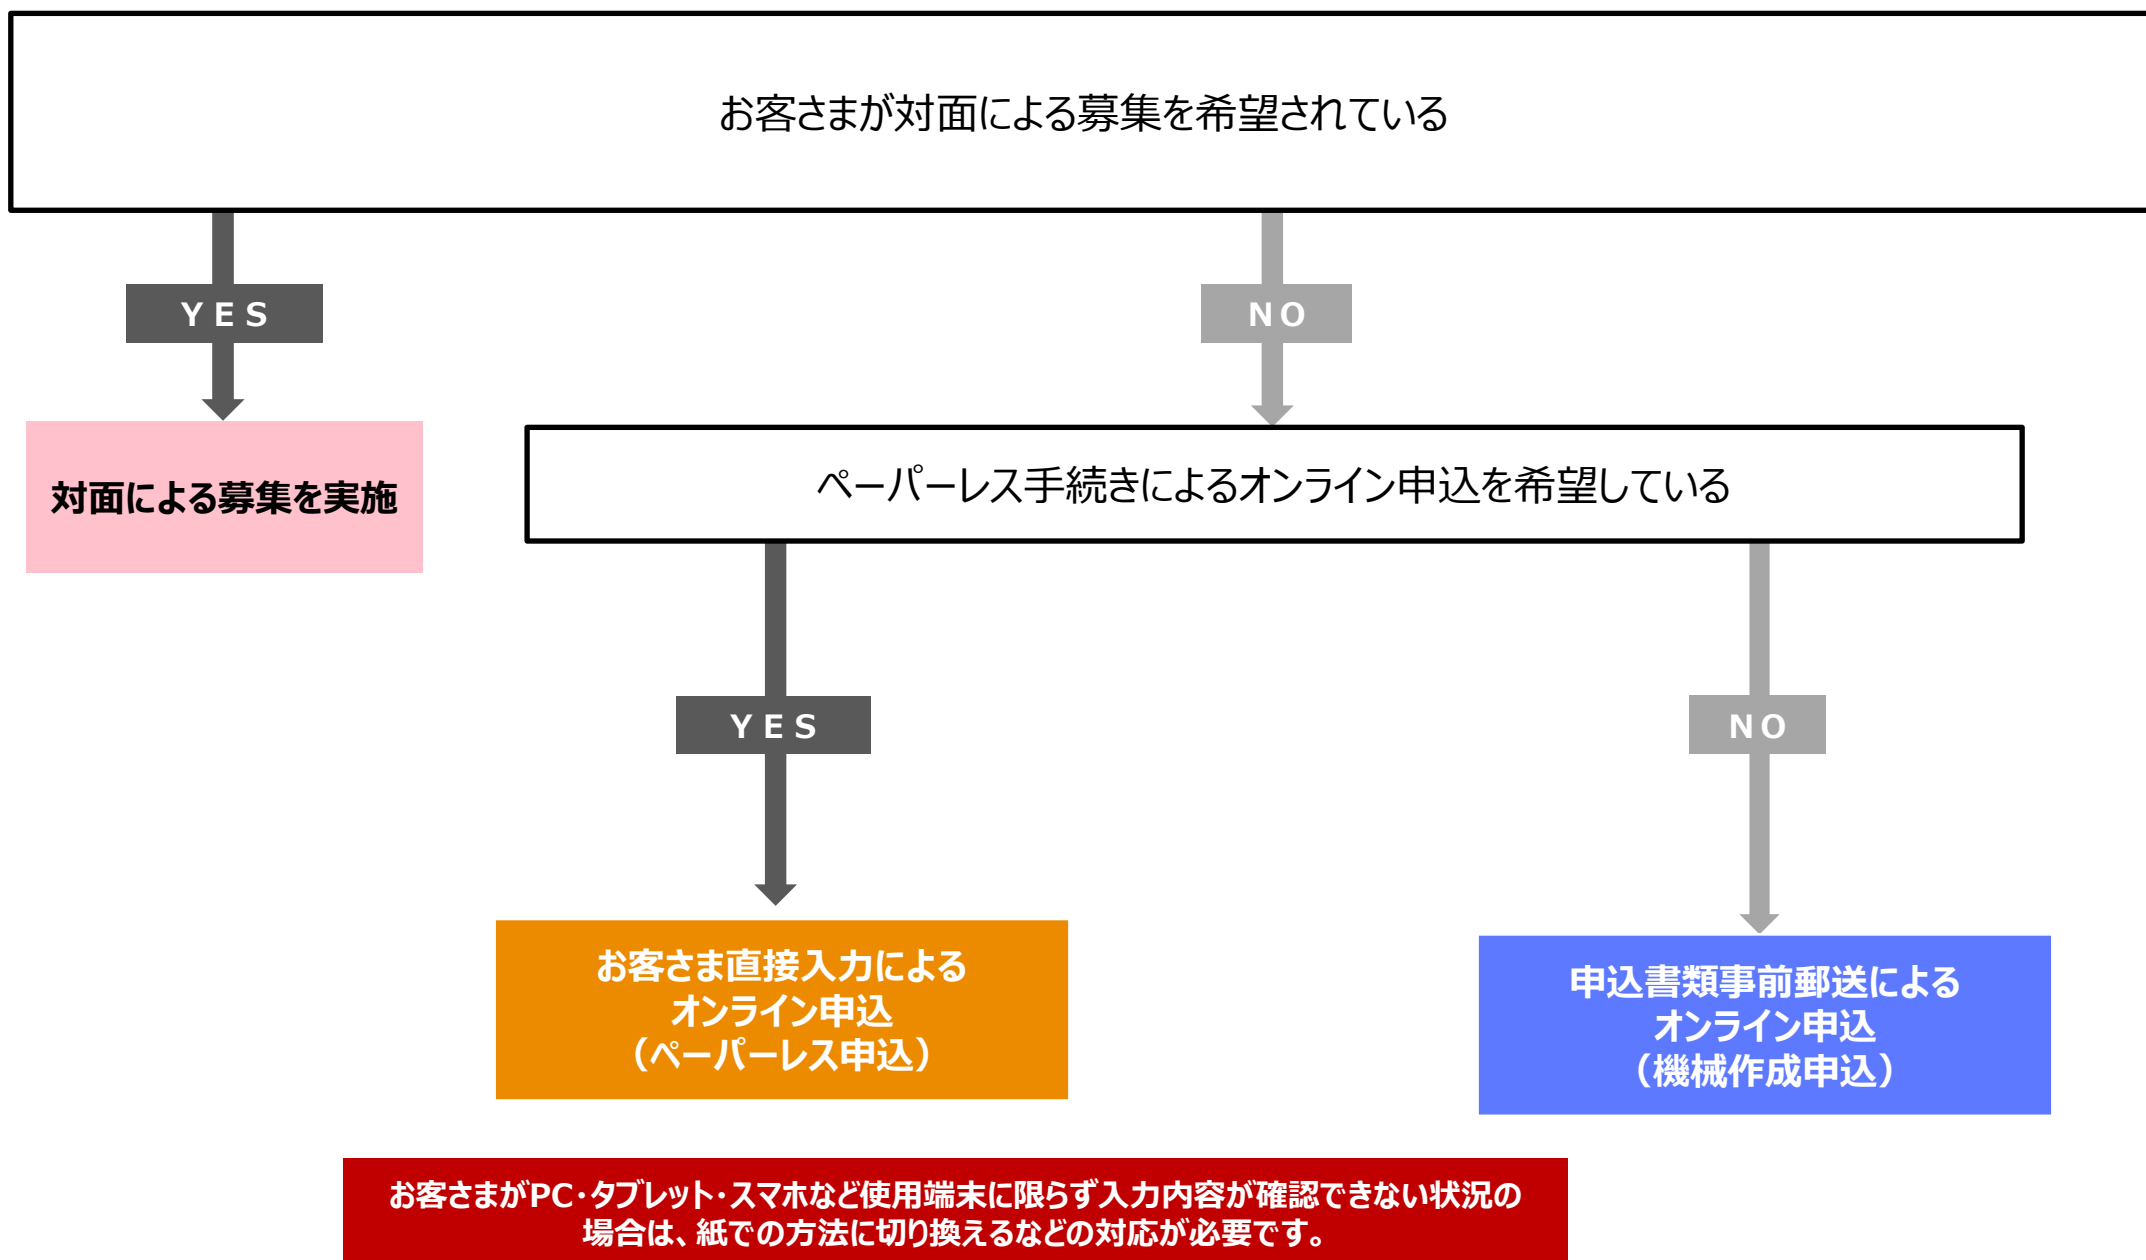 お客さまが対面による募集を希望されている
YES
NO
対面による募集を実施
ペーパーレス手続きによるオンライン申込を希望している
YES
NO
お客さま直接入力による
オンライン申込
（ペーパーレス申込）
申込書類事前郵送による
オンライン申込
（機械作成申込）
お客さまがPC・タブレット・スマホなど使用端末に限らず入力内容が確認できない状況の
場合は、紙での方法に切り換えるなどの対応が必要です。